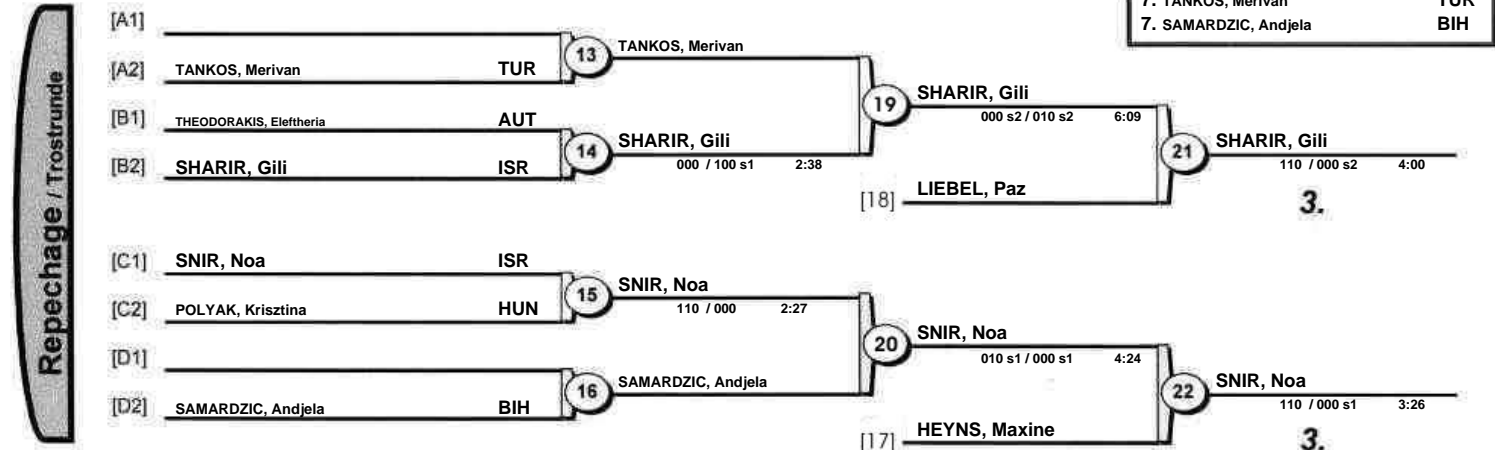 7. TANKOS, Merivan TUR
7. SAMARDZIC, Andjela BIH
Repechage / Trostrunde
[A1]
[A2] TANKOS, Merivan TUR
13 TANKOS, Merivan
[B1] THEODORAKIS, Eleftheria AUT
[B2] SHARIR, Gili ISR
14 SHARIR, Gili
000 / 100 s1 2:38
19 SHARIR, Gili
000 s2 / 010 s2 6:09
[18] LIEBEL, Paz
21 SHARIR, Gili
110 / 000 s2 4:00
3.
[C1] SNIR, Noa ISR
[C2] POLYAK, Krisztina HUN
15 SNIR, Noa
110 / 000 2:27
[D1]
[D2] SAMARDZIC, Andjela BIH
16 SAMARDZIC, Andjela
20 SNIR, Noa
010 s1 / 000 s1 4:24
[17] HEYNS, Maxine
22 SNIR, Noa
110 / 000 s1 3:26
3.